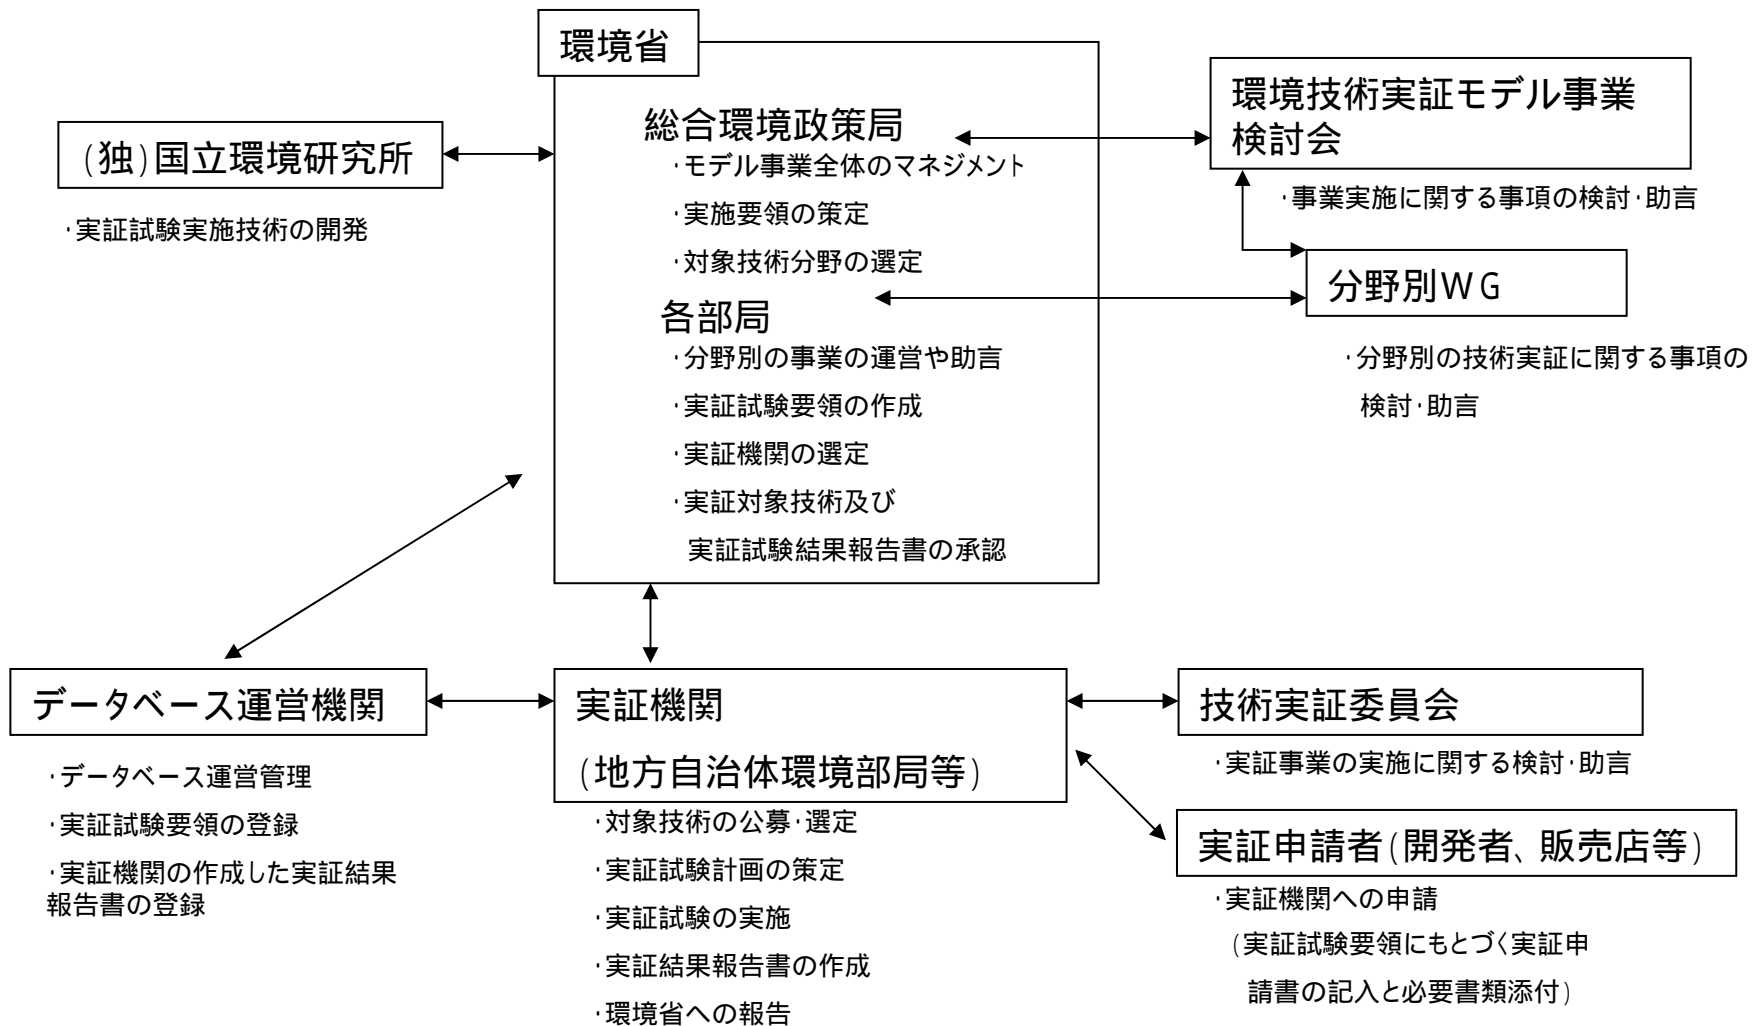 環境省
総合環境政策局
・モデル事業全体のマネジメント
・実施要領の策定
・対象技術分野の選定
各部局
・分野別の事業の運営や助言
・実証試験要領の作成
・実証機関の選定
・実証対象技術及び
実証試験結果報告書の承認
(独)国立環境研究所
・実証試験実施技術の開発
環境技術実証モデル事業
検討会
・事業実施に関する事項の検討・助言
分野別WG
・分野別の技術実証に関する事項の
検討・助言
データベース運営機関
・データベース運営管理
・実証試験要領の登録
・実証機関の作成した実証結果
報告書の登録
実証機関
(地方自治体環境部局等)
・対象技術の公募・選定
・実証試験計画の策定
・実証試験の実施
・実証結果報告書の作成
・環境省への報告
技術実証委員会
・実証事業の実施に関する検討・助言
実証申請者(開発者、販売店等)
・実証機関への申請
(実証試験要領にもとづく実証申
請書の記入と必要書類添付)